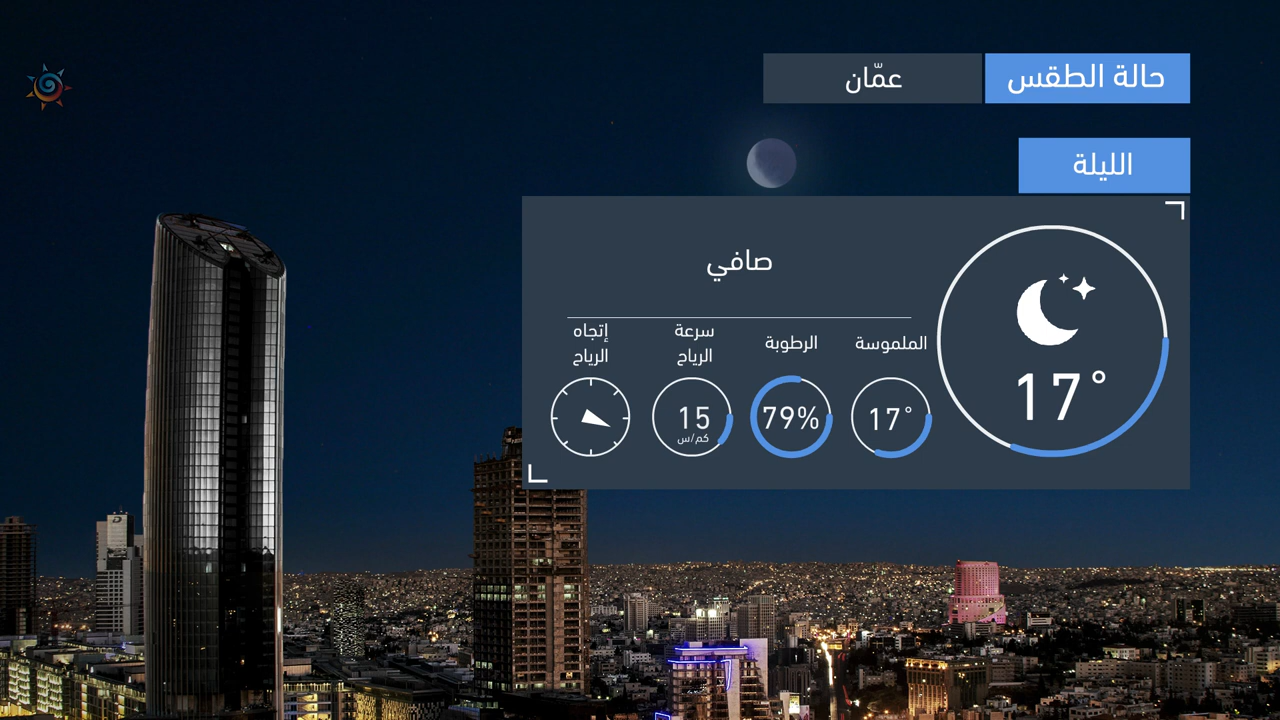 حالة الطقس
عمّان
الليلة
صافي
17°
الملموسة
17°
الرطوبة
79%
سرعة
الرياح
15
كم/س
إتجاه
الرياح